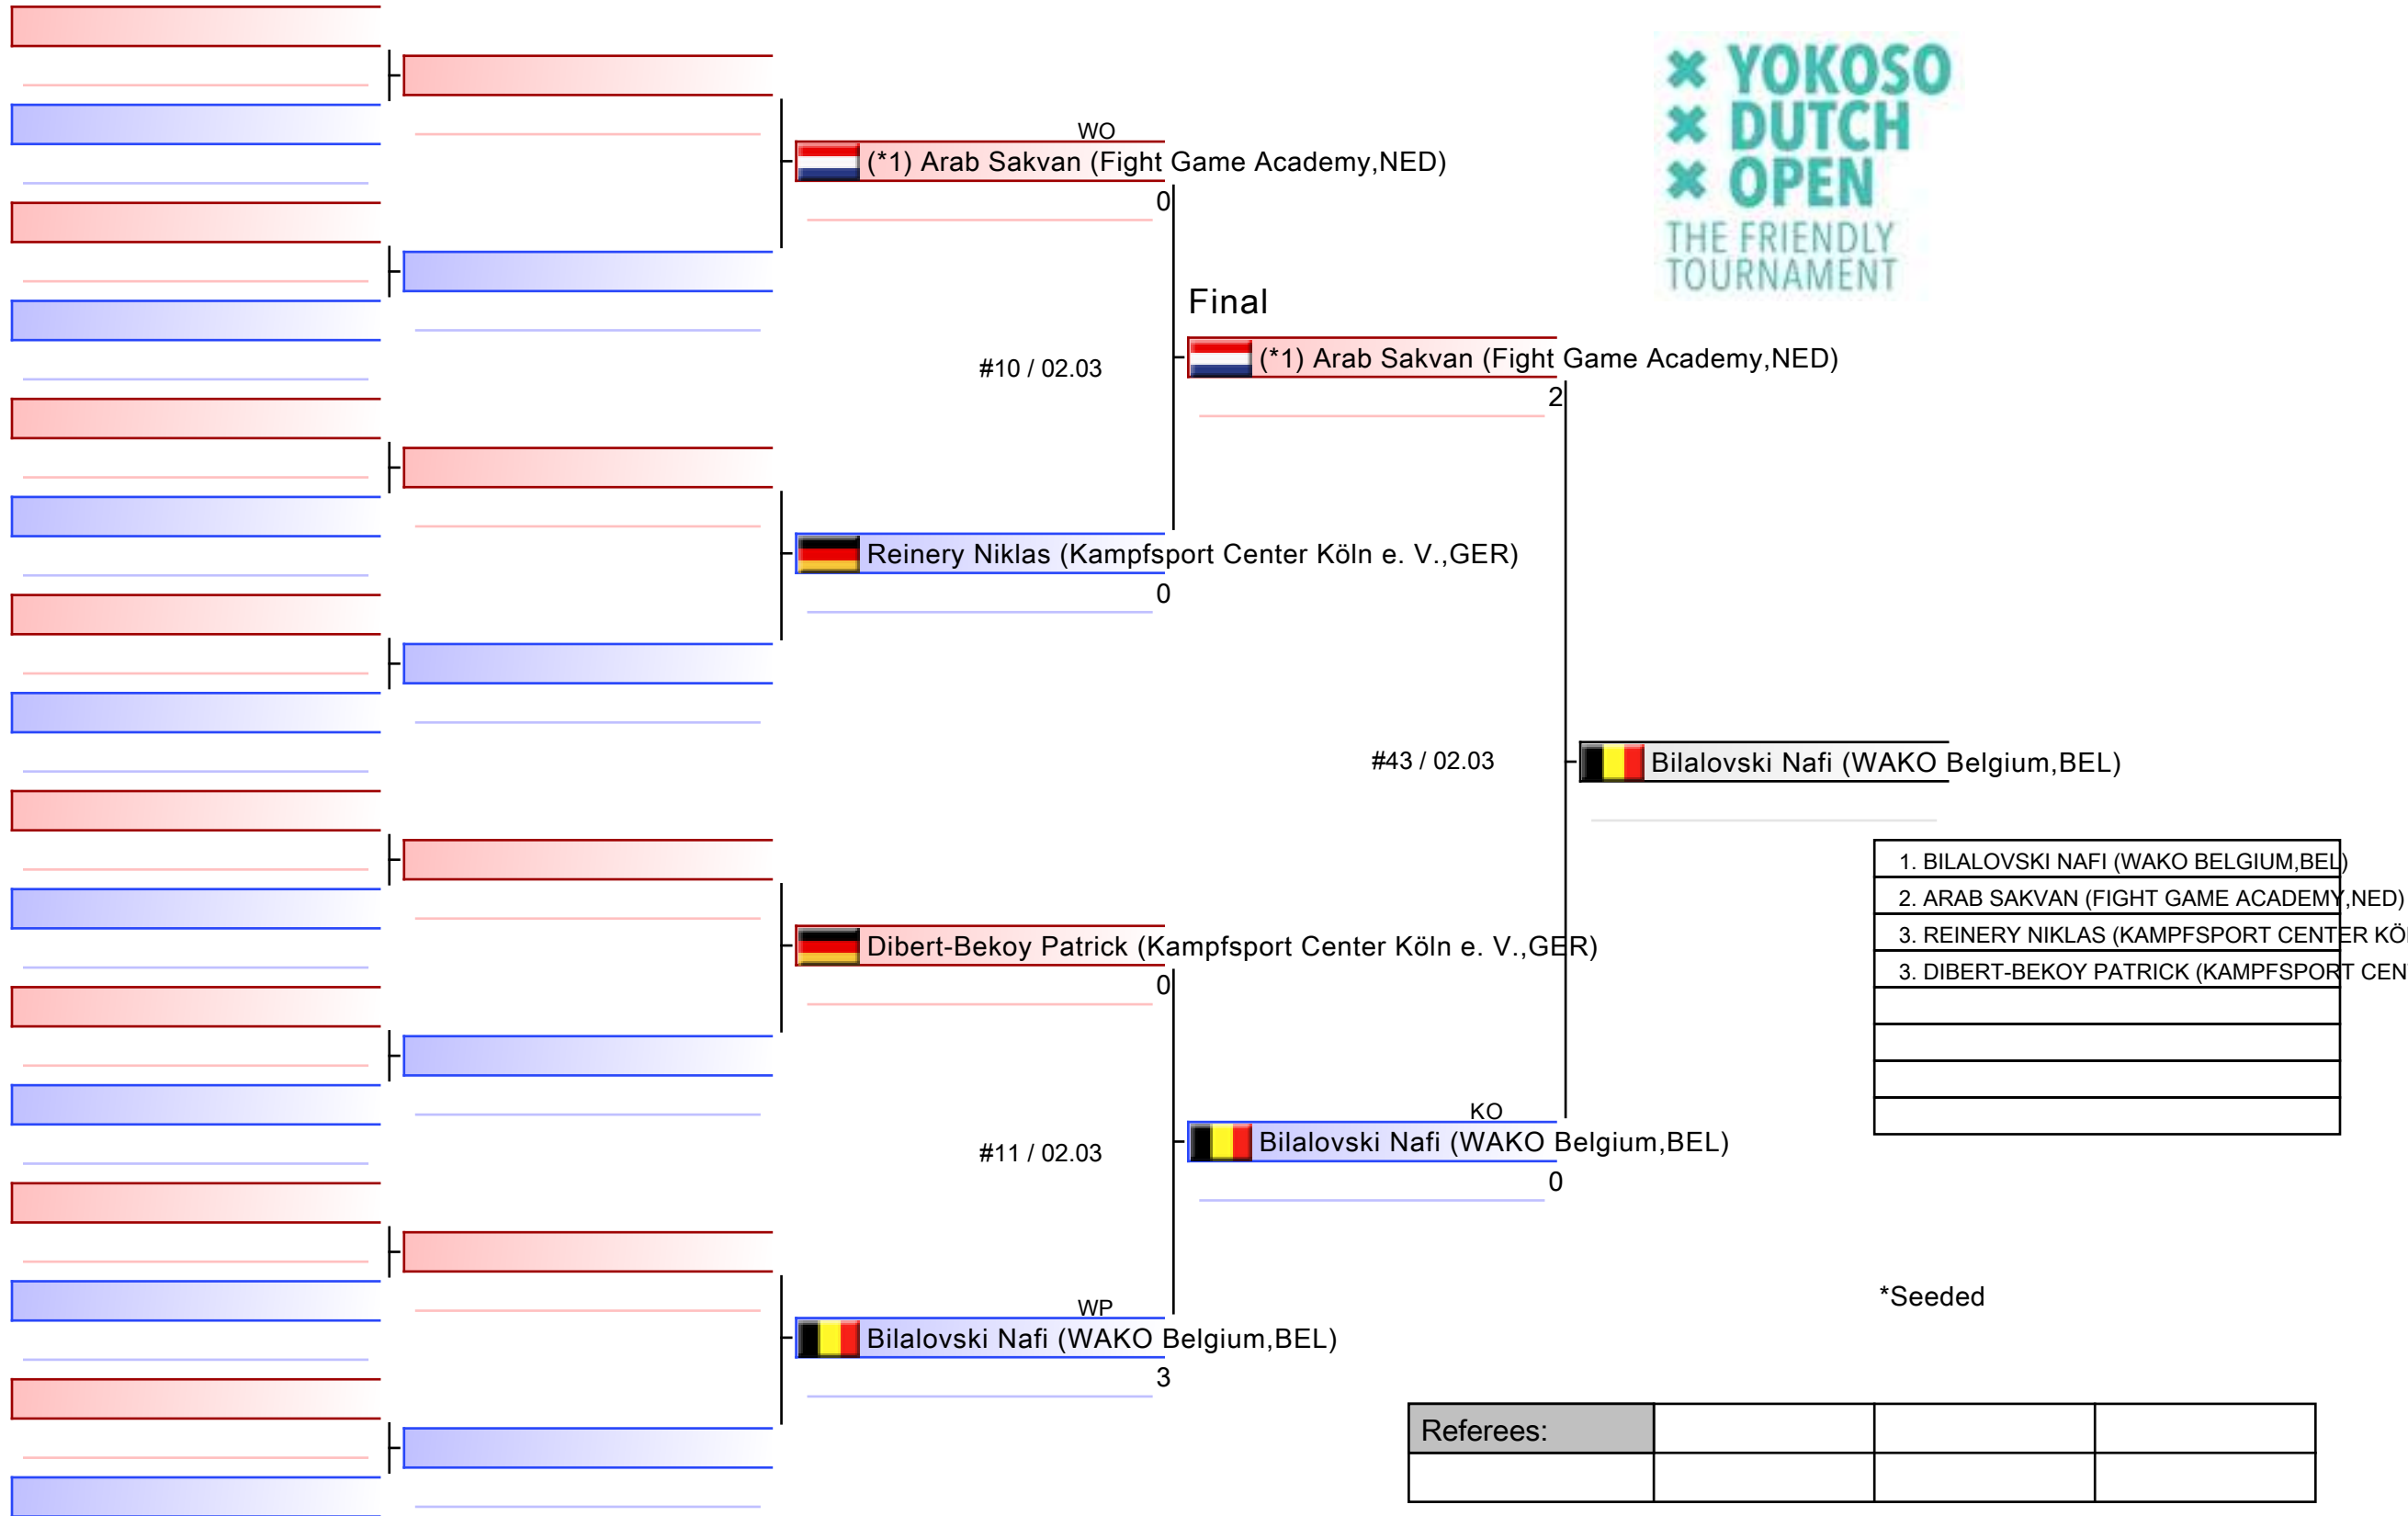 YOKOSO
DUTCH
OPEN
THE FRIENDLY
TOURNAMENT
WO
(*1) Arab Sakvan (Fight Game Academy,NED)
0
Final
#10 / 02.03
(*1) Arab Sakvan (Fight Game Academy,NED)
2
Reinery Niklas (Kampfsport Center Köln e. V.,GER)
0
#43 / 02.03
Bilalovski Nafi (WAKO Belgium,BEL)
1. BILALOVSKI NAFI (WAKO BELGIUM,BEL)
2. ARAB SAKVAN (FIGHT GAME ACADEMY,NED)
3. REINERY NIKLAS (KAMPFSPORT CENTER KÖ
3. DIBERT-BEKOY PATRICK (KAMPFSPORT CEN
Dibert-Bekoy Patrick (Kampfsport Center Köln e. V.,GER)
0
KO
Bilalovski Nafi (WAKO Belgium,BEL)
0
#11 / 02.03
*Seeded
WP
Bilalovski Nafi (WAKO Belgium,BEL)
3
Referees: